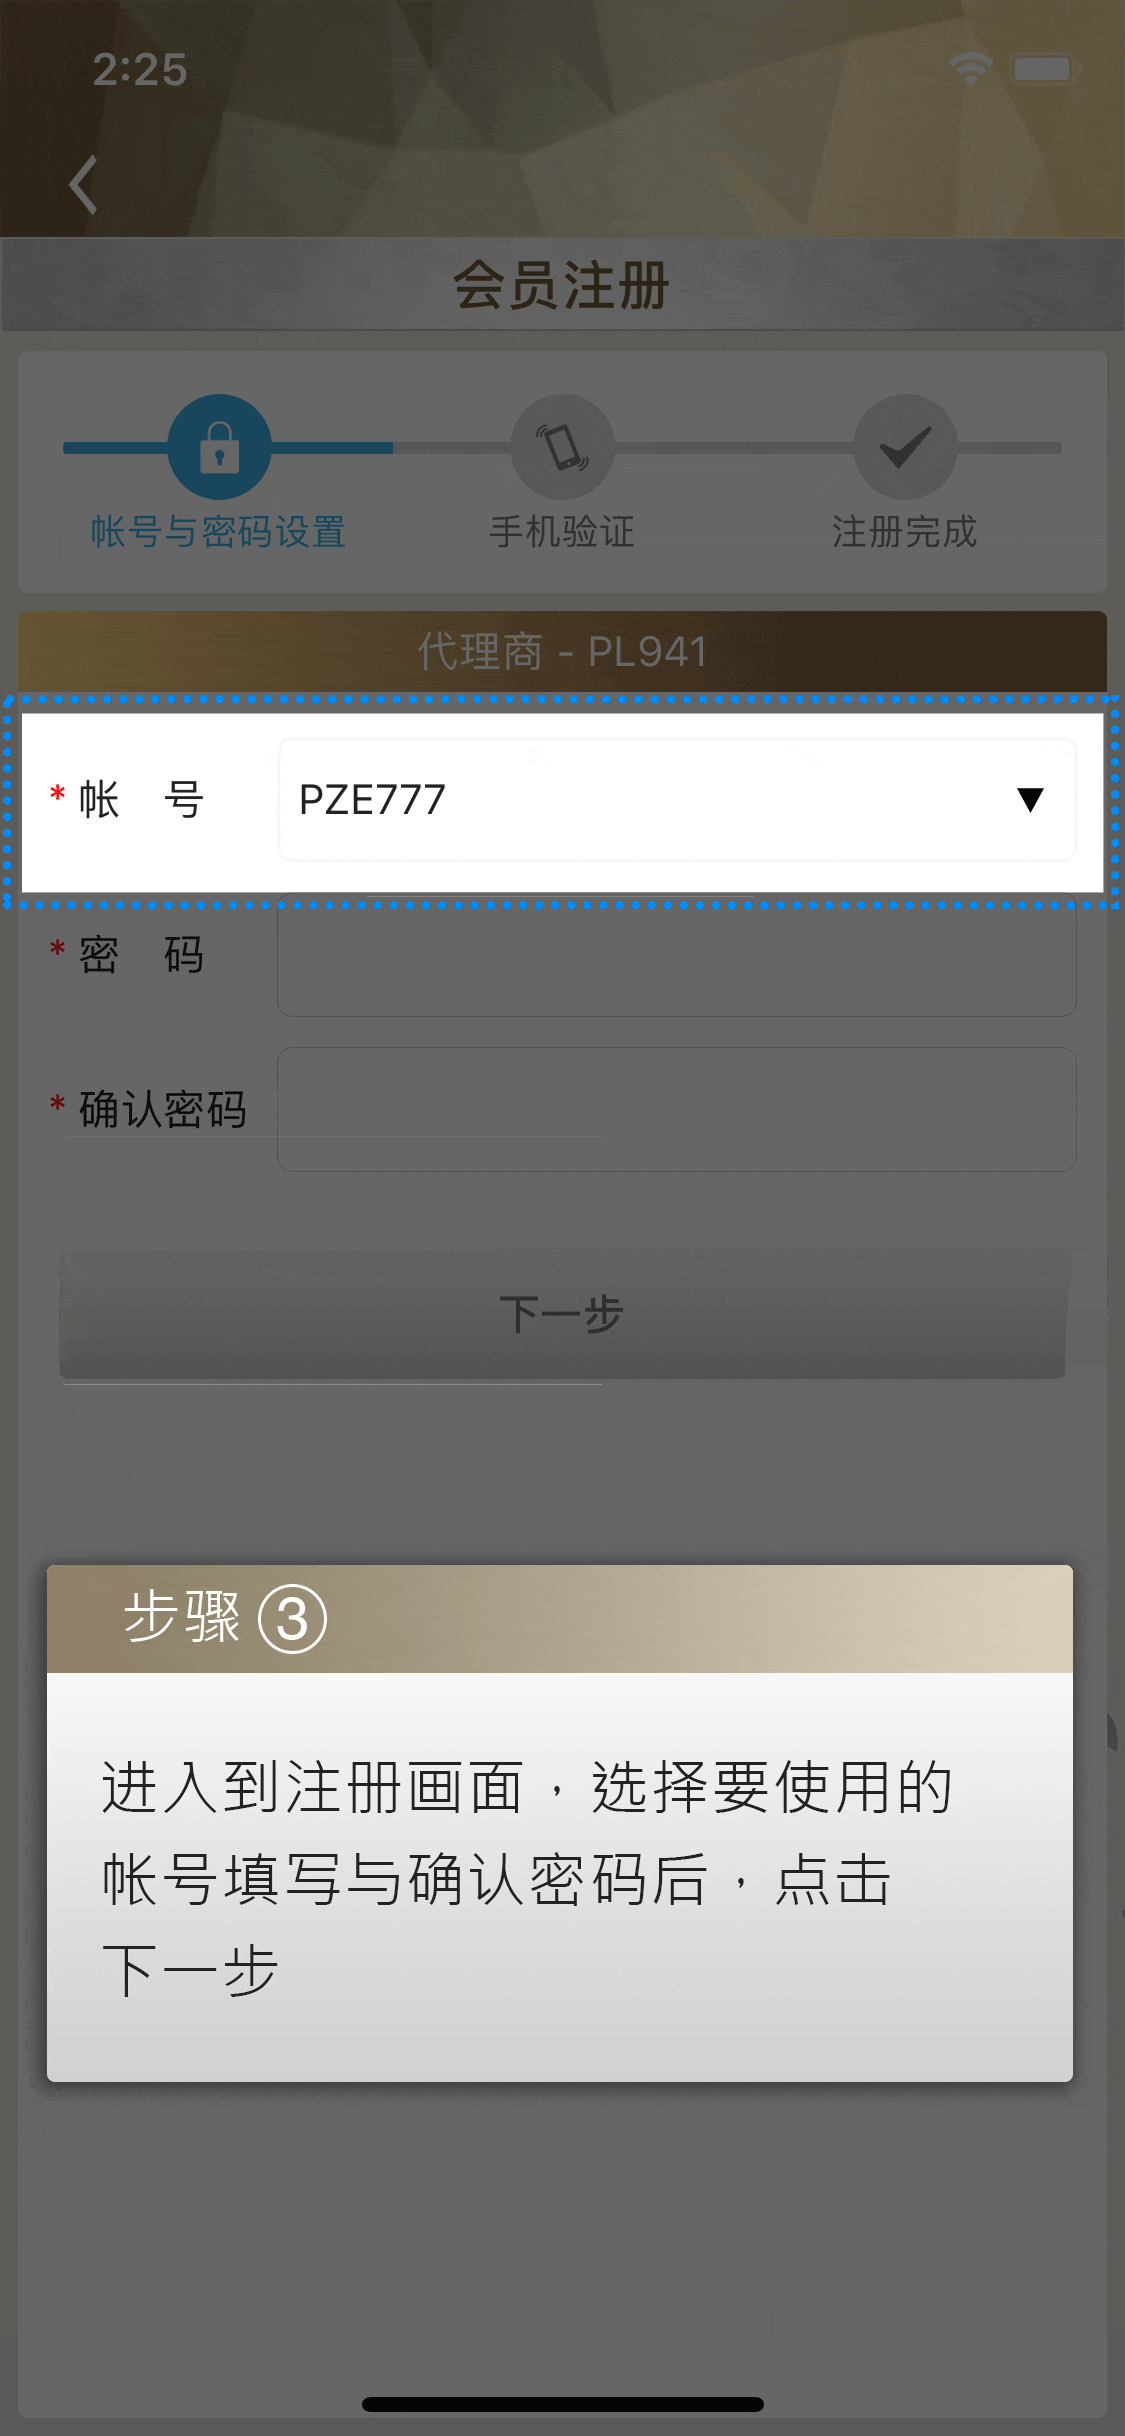 2:25
会员注册
帐号与密码设置
手机验证
注册完成
代理商 - PL941
* 帐 号 PZE777 ▼
* 密 码
* 确认密码
下一步
步骤 ③
进入到注册画面，选择要使用的
帐号填写与确认密码后，点击
下一步